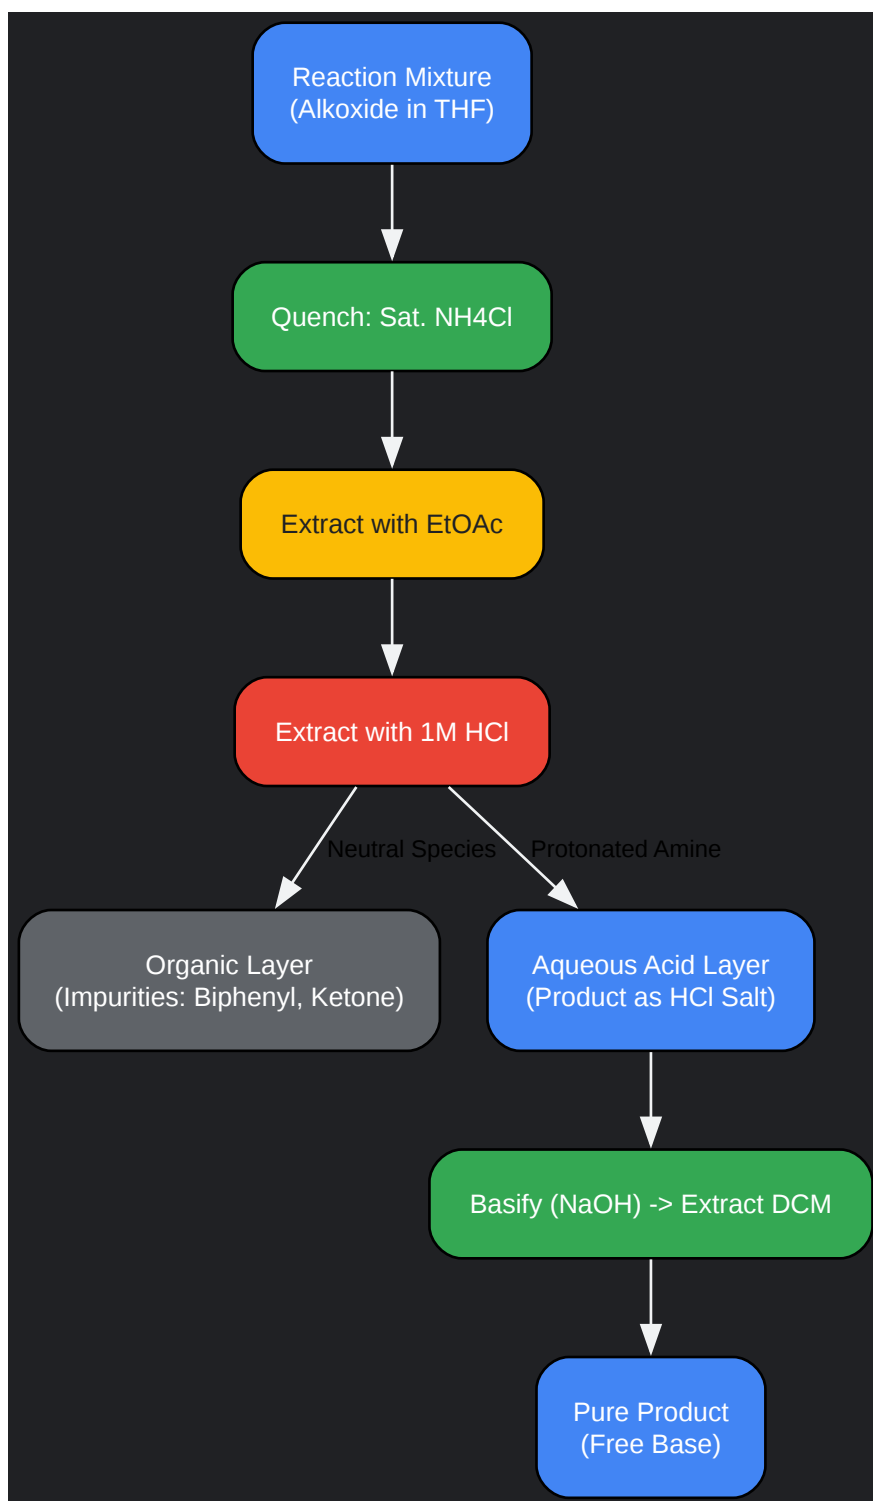 Reaction Mixture
(Alkoxide in THF)
Quench: Sat. NH4Cl
Extract with EtOAc
Extract with 1M HCl
Neutral Species
Protonated Amine
Organic Layer
(Impurities: Biphenyl, Ketone)
Aqueous Acid Layer
(Product as HCl Salt)
Basify (NaOH) -> Extract DCM
Pure Product
(Free Base)